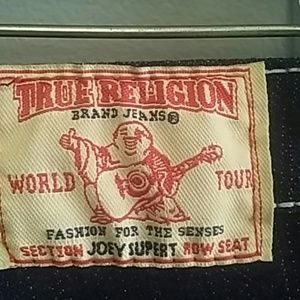 TRUE RELIGION
BRAND JEANS®
WORLD TOUR
FASHION FOR THE SENSES
SECTION JOEY SUPERT ROW SEAT